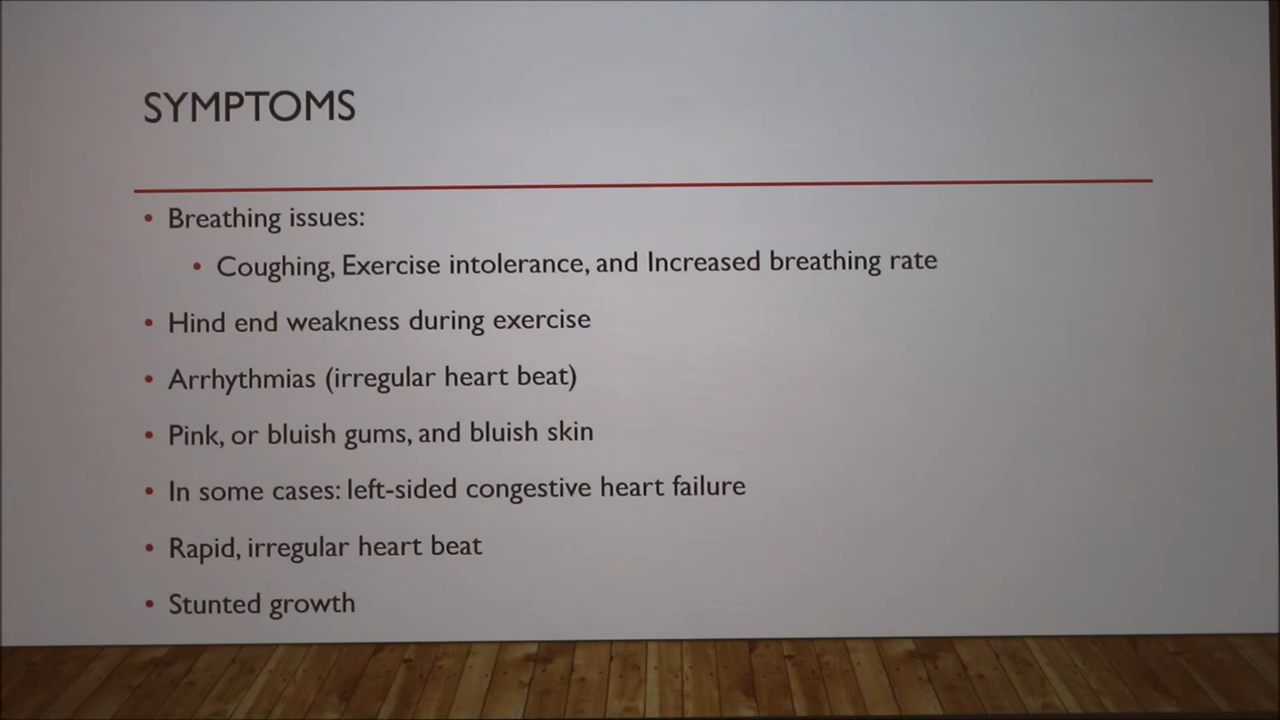 SYMPTOMS
• Breathing issues:
• Coughing, Exercise intolerance, and Increased breathing rate
• Hind end weakness during exercise
• Arrhythmias (irregular heart beat)
• Pink, or bluish gums, and bluish skin
• In some cases: left-sided congestive heart failure
• Rapid, irregular heart beat
• Stunted growth